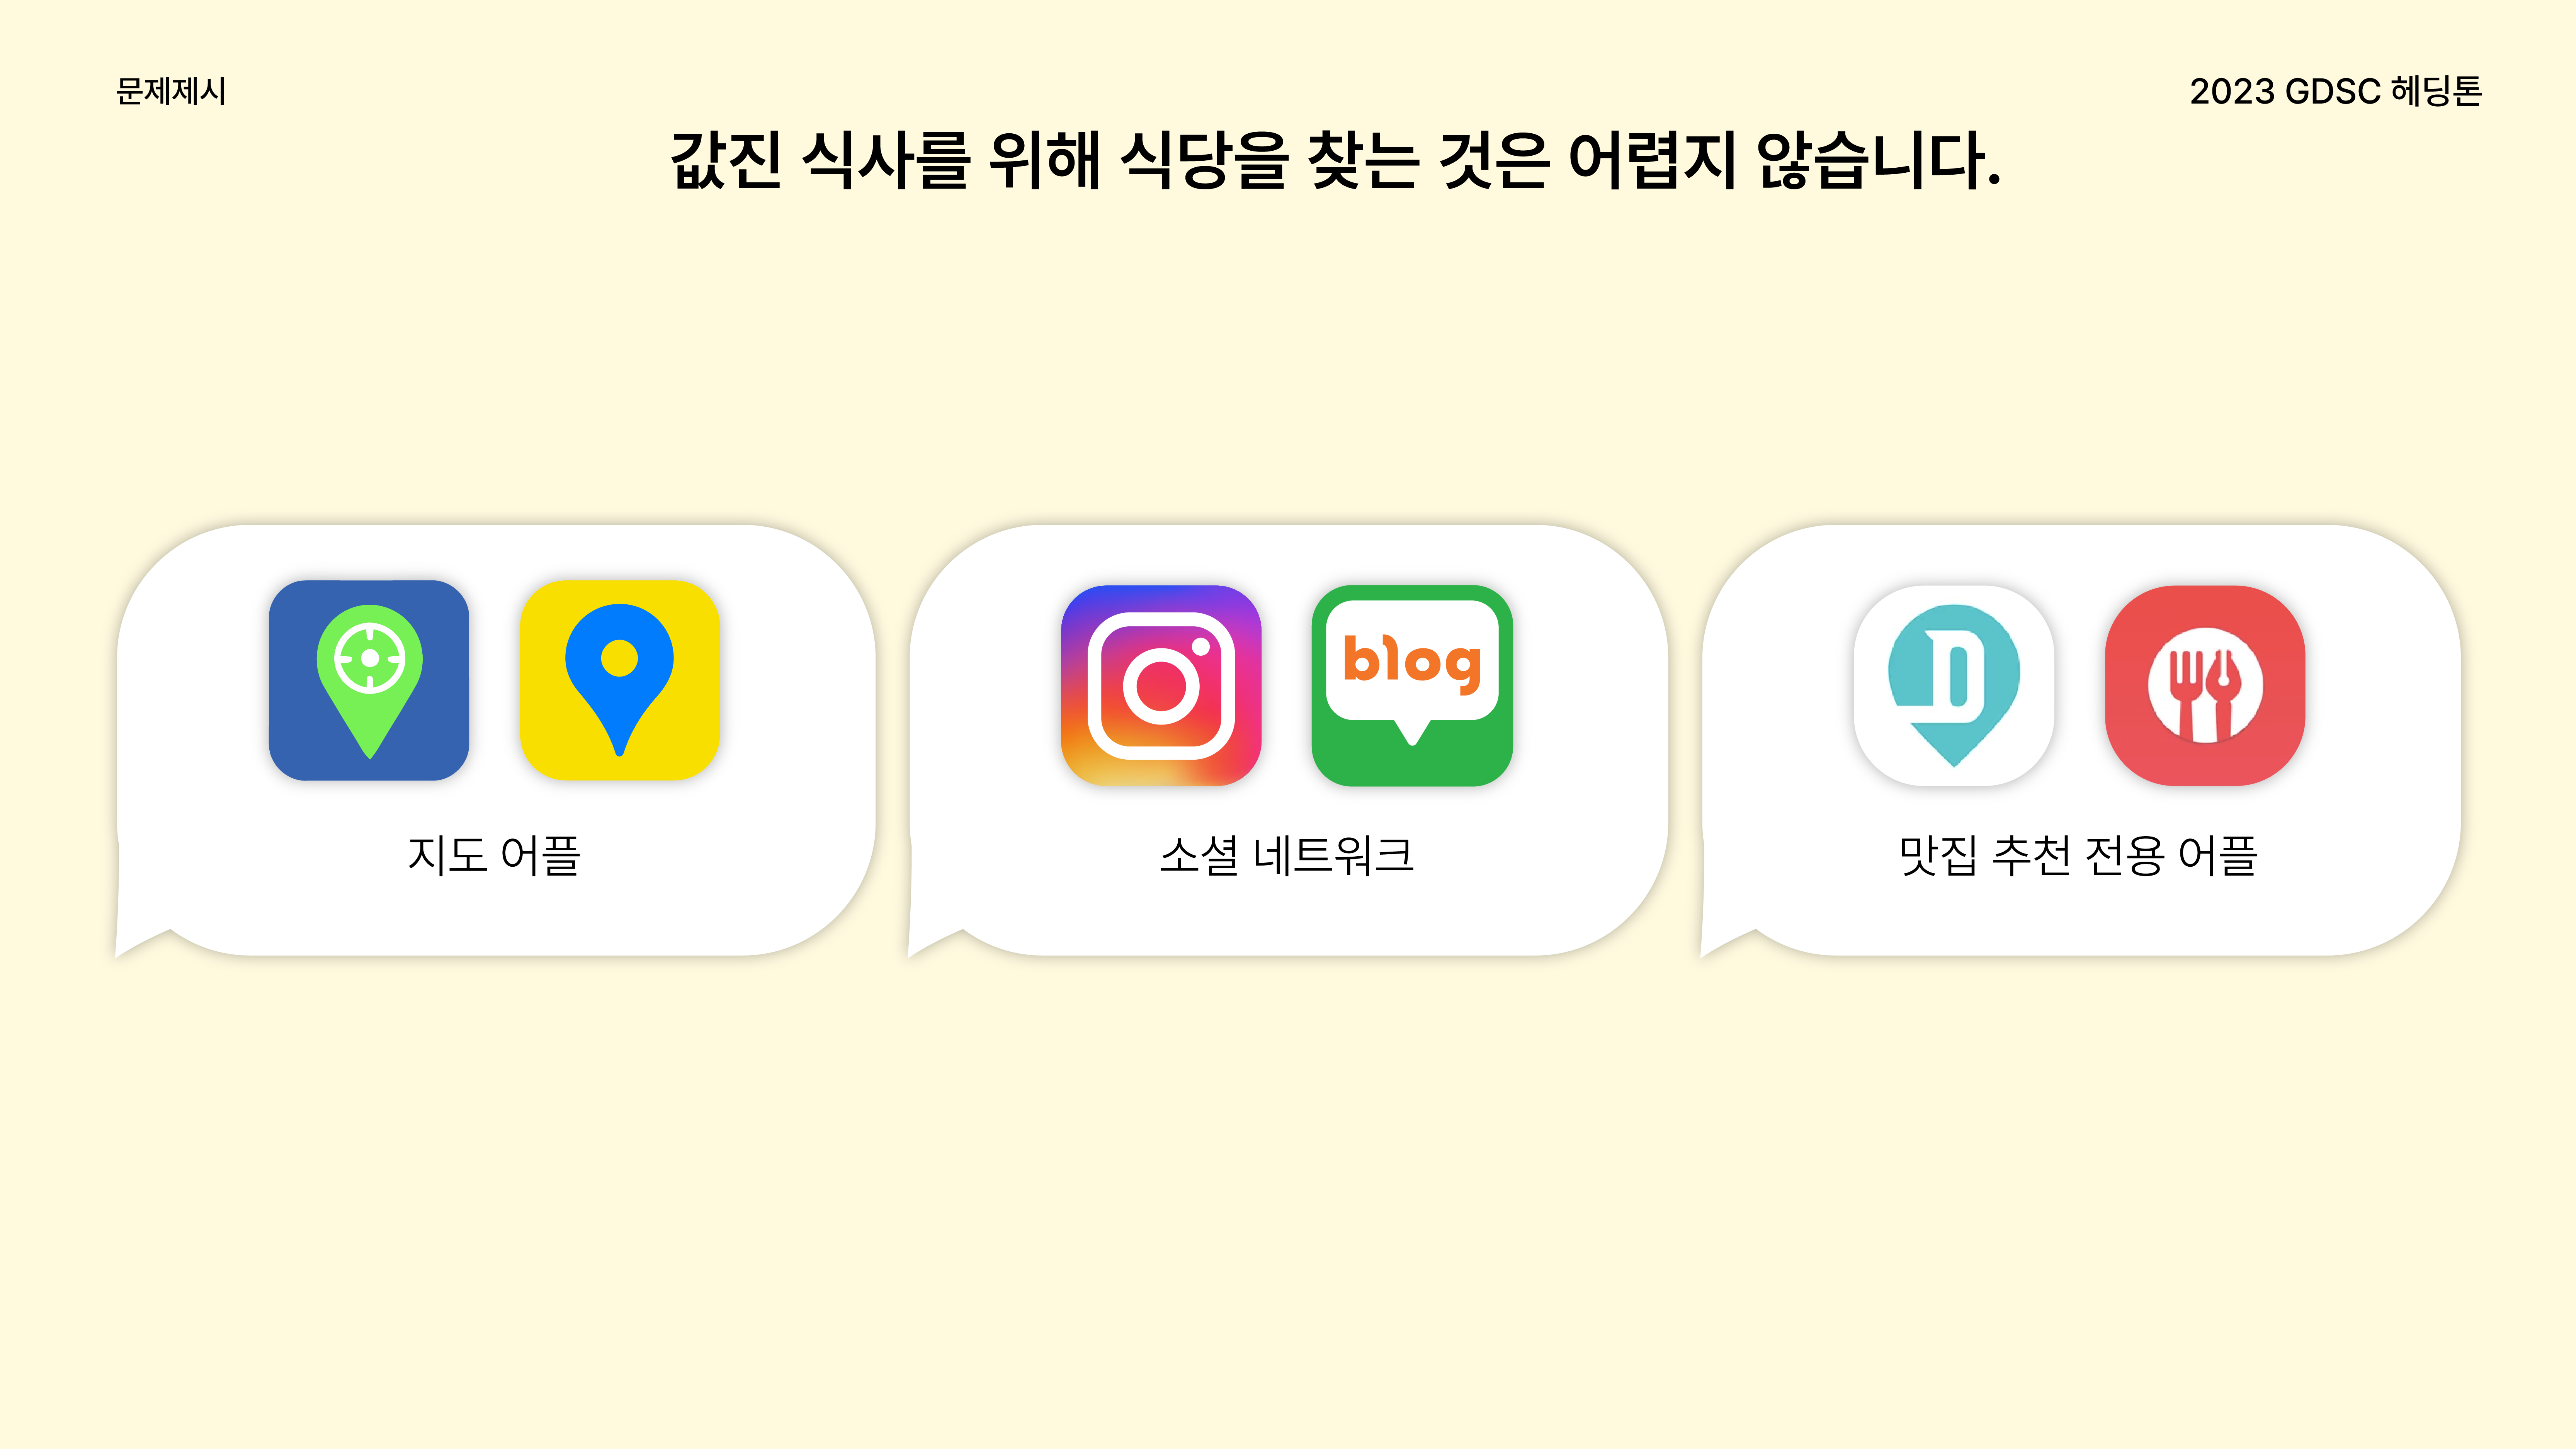 문제제시
2023 GDSC 헤딩톤
값진 식사를 위해 식당을 찾는 것은 어렵지 않습니다.
blog
D
지도 어플
소셜 네트워크
맛집 추천 전용 어플